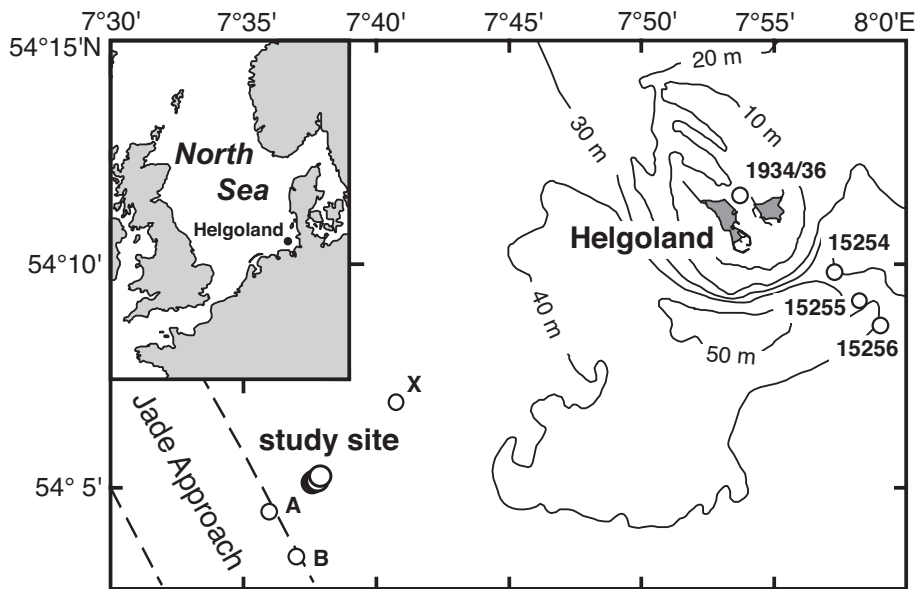 7°30' 7°35' 7°40' 7°45' 7°50' 7°55' 8°0'E
54°15'N
20 m
10 m
30 m
North
Sea
1934/36
Helgoland
Helgoland
15254
54°10'
40 m
15255
50 m
15256
X
Jade Approach
study site
54° 5'
A
B